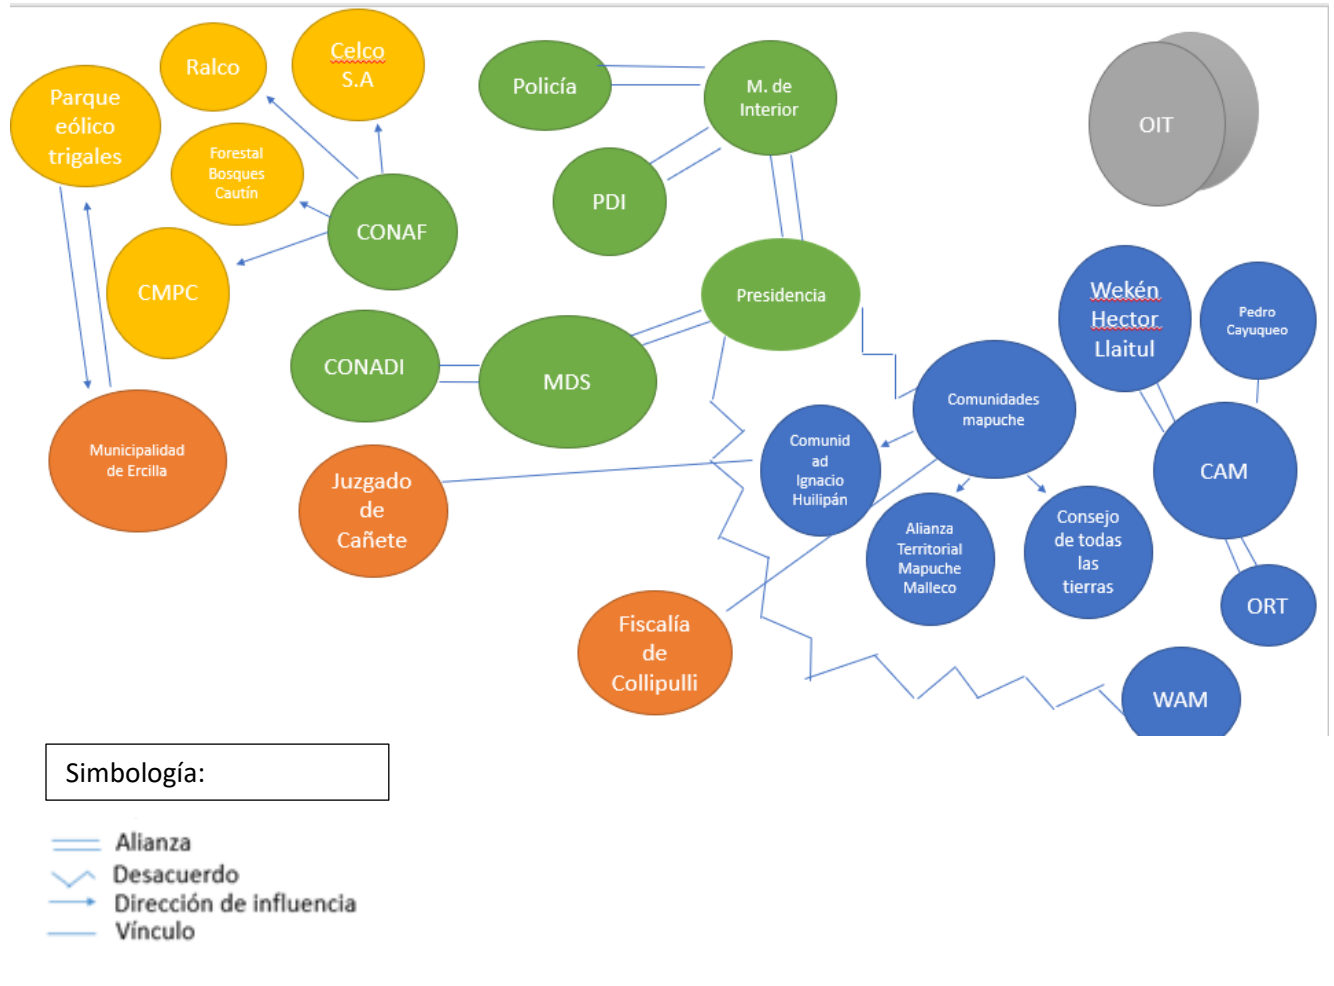 Parque
eólico
trigales
Ralco
Celco
S.A
Forestal
Bosques
Cautín
CMPC
CONAF
Policía
M. de
Interior
PDI
OIT
Presidencia
CONADI
MDS
Municipalidad
de Ercilla
Juzgado
de
Cañete
Fiscalía
de
Collipulli
Comunidades
mapuche
Comunid
ad
Ignacio
Huilipán
Alianza
Territorial
Mapuche
Malleco
Consejo
de todas
las
tierras
Wekén
Hector
Llaitul
Pedro
Cayuqueo
CAM
ORT
WAM
Simbología:
Alianza
Desacuerdo
Dirección de influencia
Vínculo